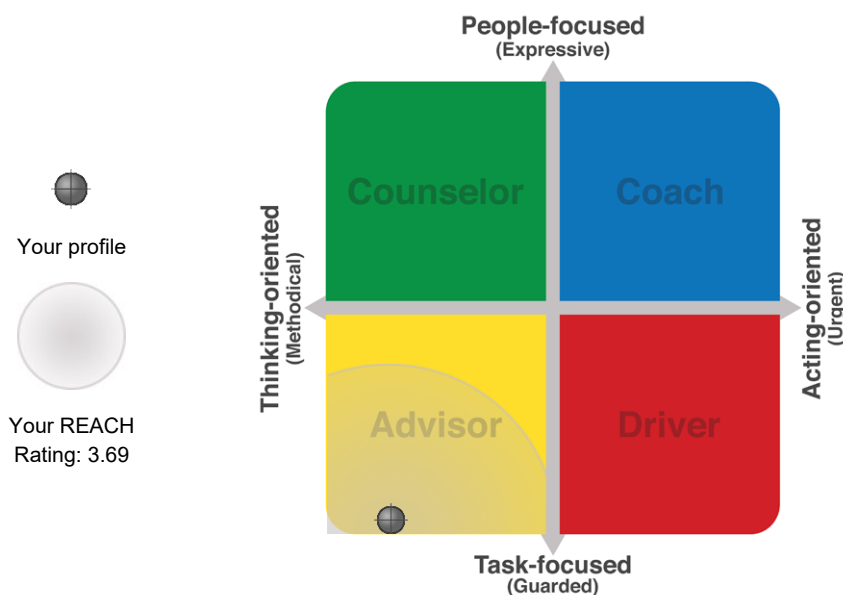 People-focused
(Expressive)
Counselor
Coach
Your profile
Thinking-oriented
(Methodical)
Acting-oriented
(Urgent)
Your REACH
Rating: 3.69
Advisor
Driver
Task-focused
(Guarded)